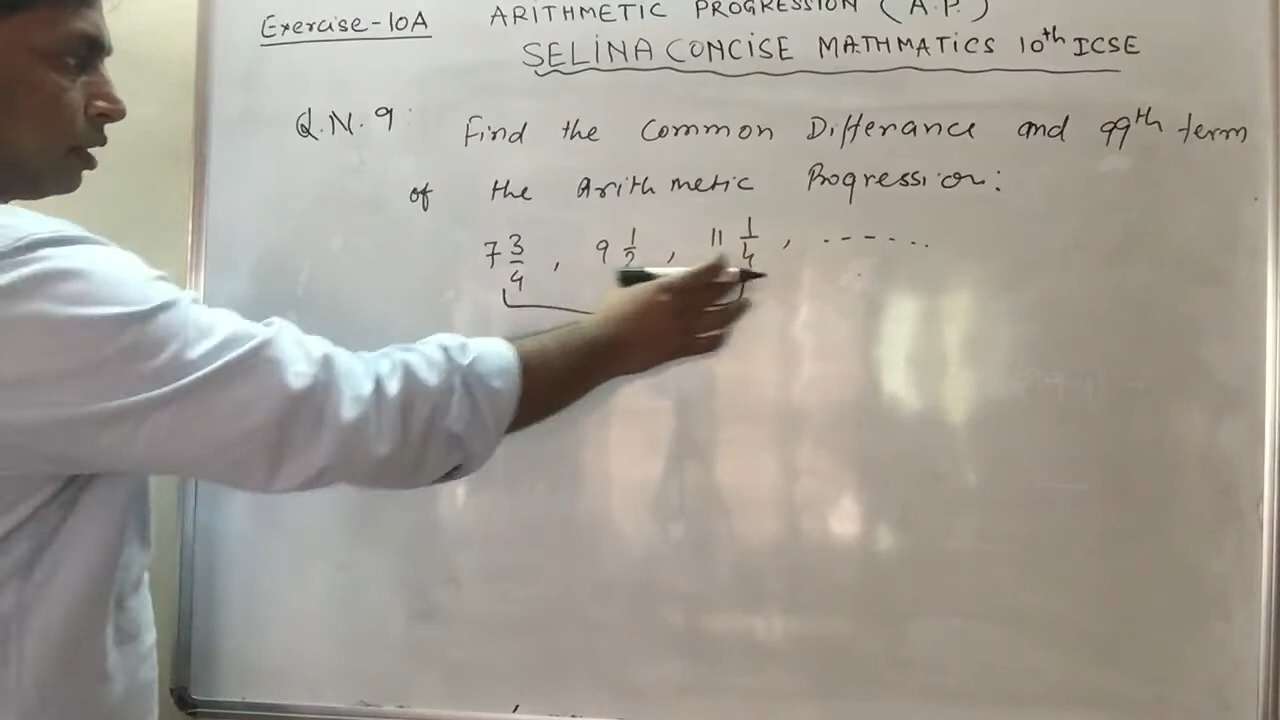 ARITHMETIC PROGRESSION (A.P.)
Exercise-10A
SELINA CONCISE MATHMATICS 10th ICSE
Q.N.9: Find the Common Differance and 99th term
of the Arithmetic Progression:
7 3/4, 9 1/2, 11 1/4, ------